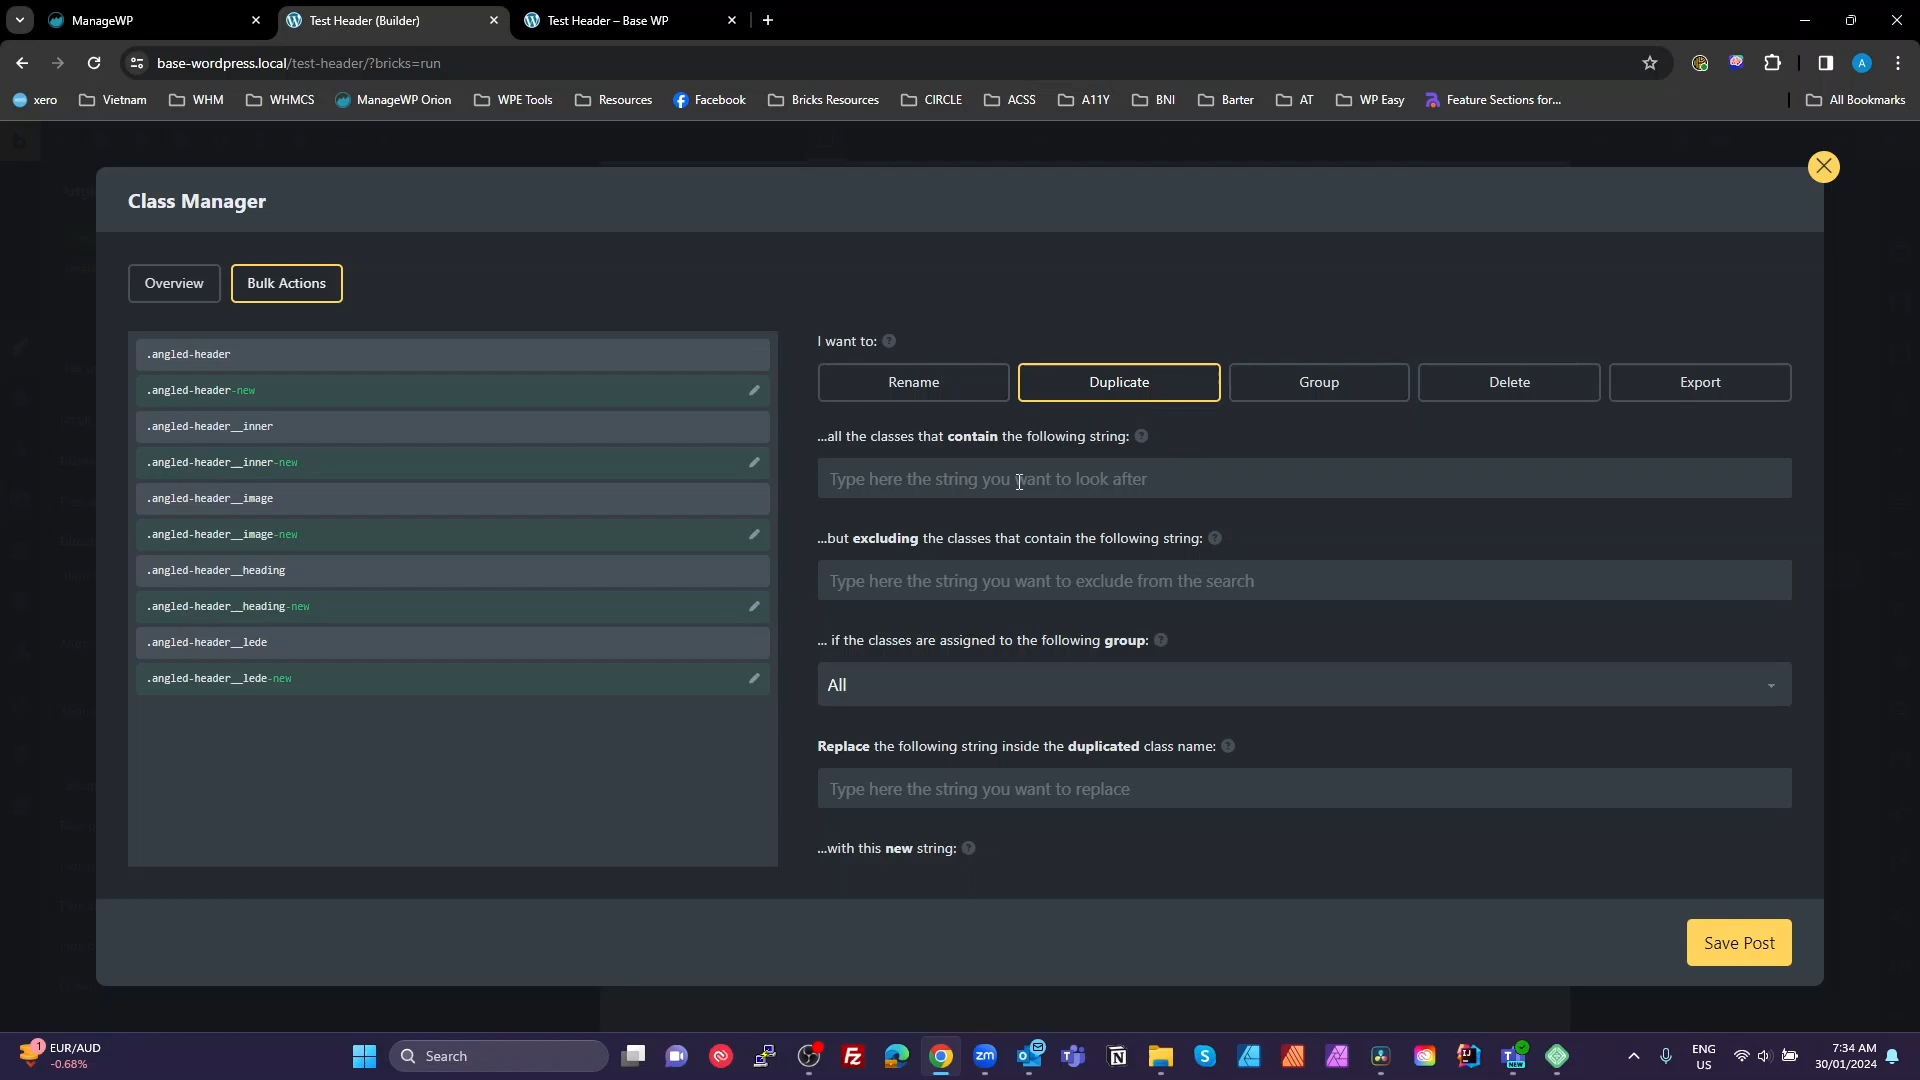 ManageWP
Test Header (Builder)
Test Header – Base WP
base-wordpress.local/test-header/?bricks=run
A
xero
Vietnam
WHM
WHMCS
ManageWP Orion
WPE Tools
Resources
Facebook
Bricks Resources
CIRCLE
ACSS
A11Y
BNI
Barter
AT
WP Easy
Feature Sections for...
All Bookmarks
Class Manager
Overview
Bulk Actions
.angled-header
.angled-header-new
.angled-header__inner
.angled-header__inner-new
.angled-header__image
.angled-header__image-new
.angled-header__heading
.angled-header__heading-new
.angled-header__lede
.angled-header__lede-new
I want to: ?
Rename
Duplicate
Group
Delete
Export
...all the classes that contain the following string: ?
Type here the string you want to look after
...but excluding the classes that contain the following string: ?
Type here the string you want to exclude from the search
... if the classes are assigned to the following group: ?
All
Replace the following string inside the duplicated class name: ?
Type here the string you want to replace
...with this new string: ?
Save Post
1
EUR/AUD
-0.68%
Search
zm
NEW
ENG
US
7:34 AM
30/01/2024